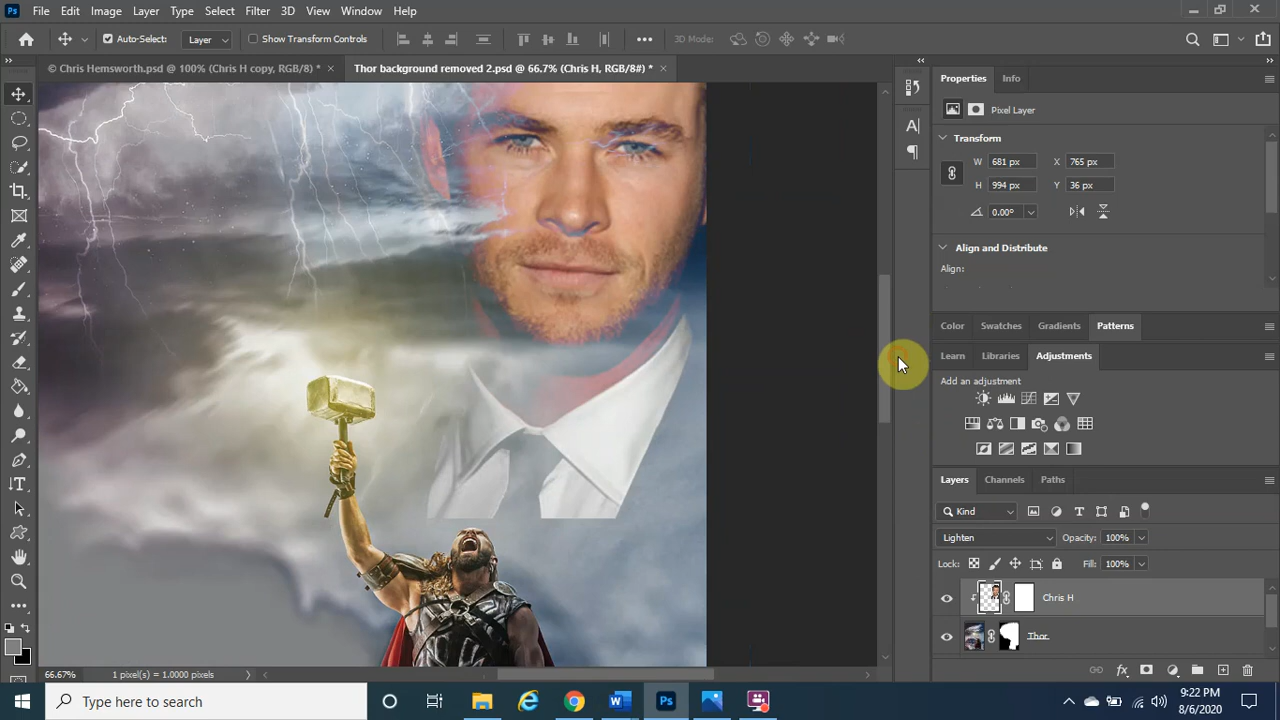 Ps File Edit Image Layer Type Select Filter 3D View Window Help
Auto-Select: Layer Show Transform Controls 3D Mode:
© Chris Hemsworth.psd @ 100% (Chris H copy, RGB/8) * × Thor background removed 2.psd @ 66.7% (Chris H, RGB/8#) * ×
Properties Info
Pixel Layer
Transform
W 681 px X 765 px
H 994 px Y 36 px
0.00°
Align and Distribute
Align:
Color Swatches Gradients Patterns
Learn Libraries Adjustments
Add an adjustment
Layers Channels Paths
Kind
Lighten Opacity: 100%
Lock: Fill: 100%
Chris H
Thor
66.67% 1 pixel(s) = 1.0000 pixels
Type here to search
9:22 PM
8/6/2020